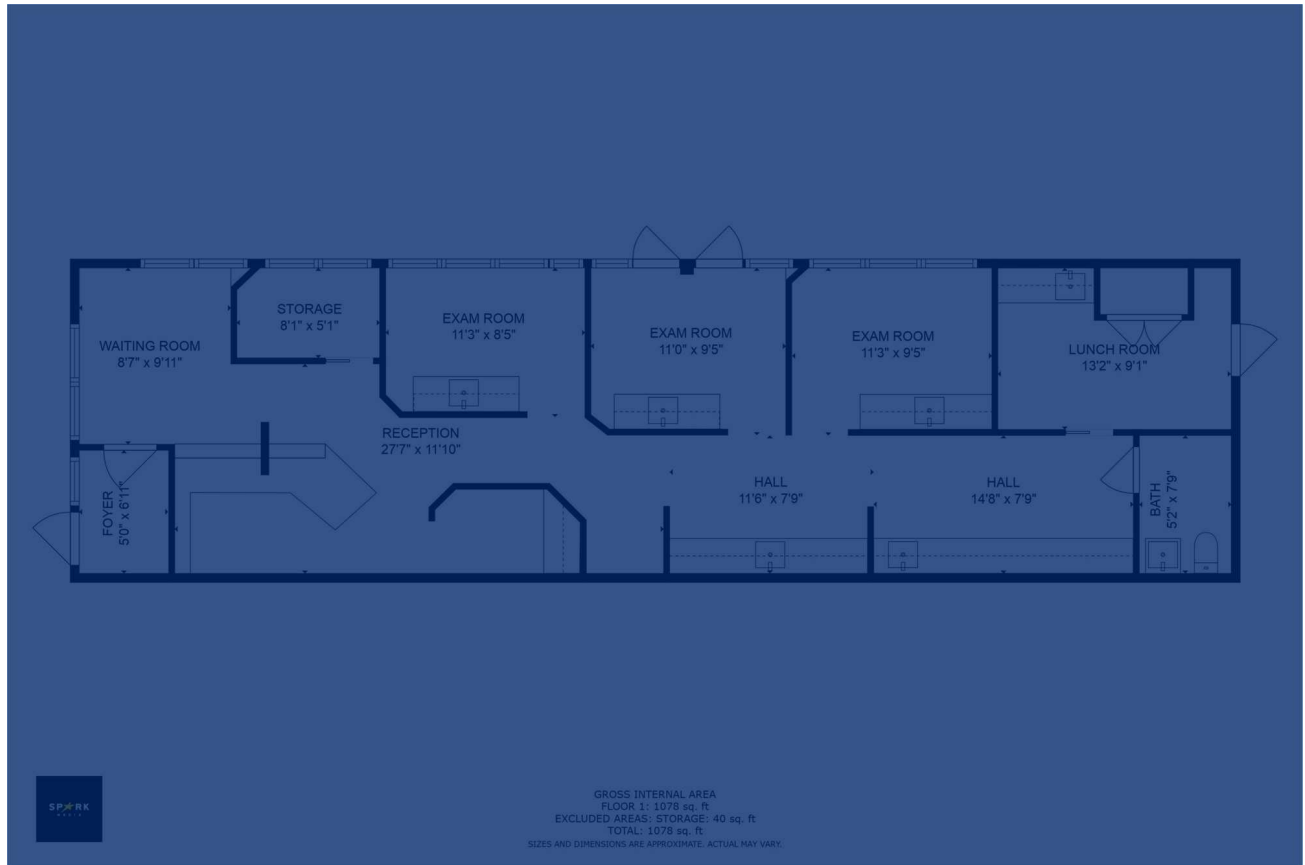 STORAGE
8'1" x 5'1"
EXAM ROOM
11'3" x 8'5"
EXAM ROOM
11'0" x 9'5"
EXAM ROOM
11'3" x 9'5"
WAITING ROOM
8'7" x 9'11"
LUNCH ROOM
13'2" x 9'1"
RECEPTION
27'7" x 11'10"
FOYER
5'0" x 6'11"
HALL
11'6" x 7'9"
HALL
14'8" x 7'9"
BATH
5'2" x 7'9"
SPARK
GROSS INTERNAL AREA
FLOOR 1: 1078 sq. ft
EXCLUDED AREAS: STORAGE: 40 sq. ft
TOTAL: 1078 sq. ft
SIZES AND DIMENSIONS ARE APPROXIMATE. ACTUAL MAY VARY.